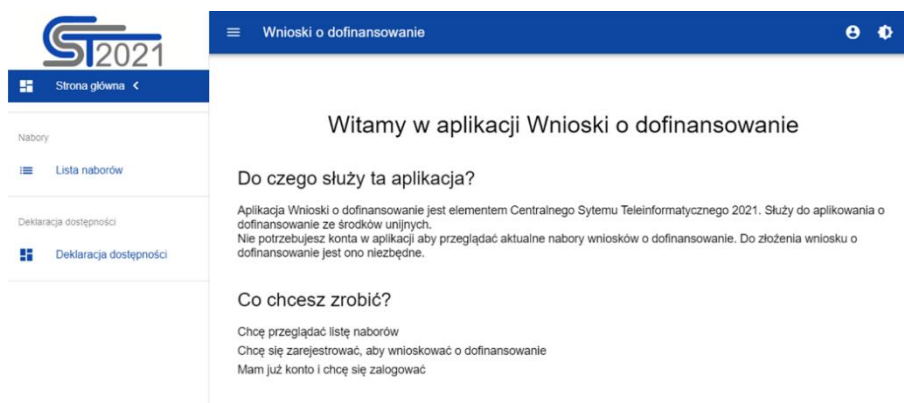 CST2021
Wnioski o dofinansowanie
Strona główna
Nabory
Lista naborów
Deklaracja dostępności
Deklaracja dostępności
Witamy w aplikacji Wnioski o dofinansowanie
Do czego służy ta aplikacja?
Aplikacja Wnioski o dofinansowanie jest elementem Centralnego Sytemu Teleinformatycznego 2021. Służy do aplikowania o
dofinansowanie ze środków unijnych.
Nie potrzebujesz konta w aplikacji aby przeglądać aktualne nabory wniosków o dofinansowanie. Do złożenia wniosku o
dofinansowanie jest ono niezbędne.
Co chcesz zrobić?
Chcę przeglądać listę naborów
Chcę się zarejestrować, aby wnioskować o dofinansowanie
Mam już konto i chcę się zalogować